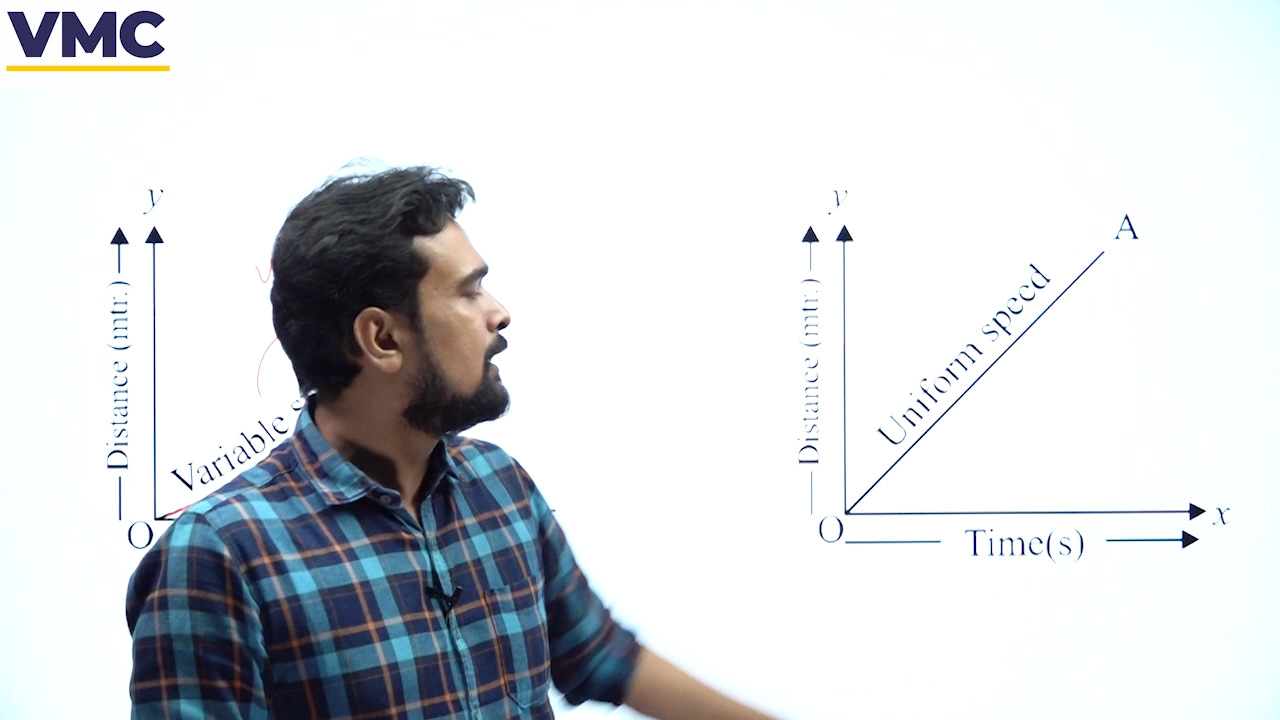 VMC
y
Distance (mtr.)
Variable
O
y
A
Distance (mtr.)
Uniform speed
O
x
Time(s)